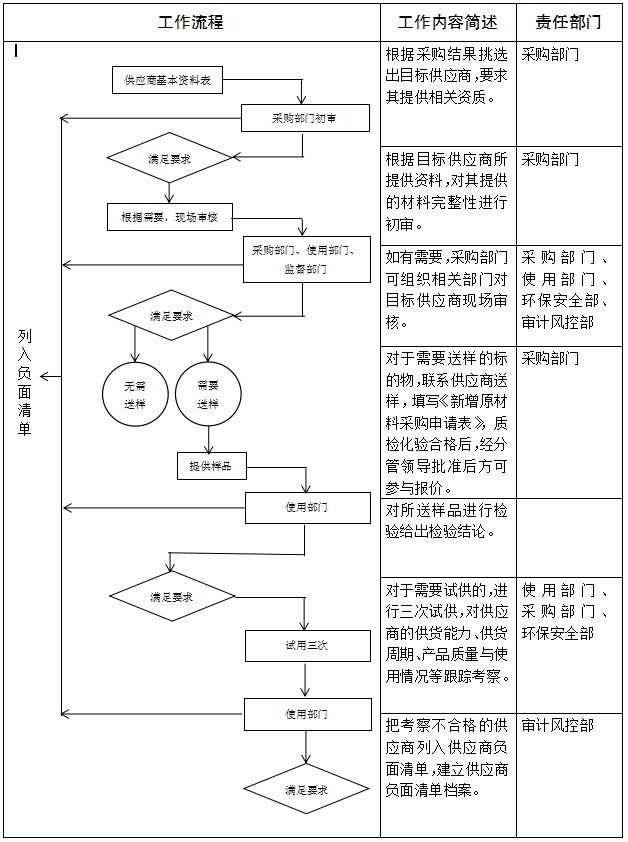 工作流程
工作内容简述
责任部门
供应商基本资料表
采购部门初审
满足要求
根据需要，现场审核
采购部门、使用部门、
监督部门
满足要求
无需
送样
需要
送样
提供样品
使用部门
满足要求
试用三次
使用部门
满足要求
列
入
负
面
清
单
根据采购结果挑选
出目标供应商,要求
其提供相关资质。
采购部门
根据目标供应商所
提供资料,对其提供
的材料完整性进行
初审。
采购部门
如有需要,采购部门
可组织相关部门对
目标供应商现场审
核。
采购部门、
使用部门、
环保安全部、
审计风控部
对于需要送样的标
的物,联系供应商送
样，填写《新增原材
料采购申请表》，质
检化验合格后,经分
管领导批准后方可
参与报价。
采购部门
对所送样品进行检
验给出检验结论。
对于需要试供的,进
行三次试供,对供应
商的供货能力、供货
周期、产品质量与使
用情况等跟踪考察。
使用部门、
采购部门、
环保安全部
把考察不合格的供
应商列入供应商负
面清单,建立供应商
负面清单档案。
审计风控部